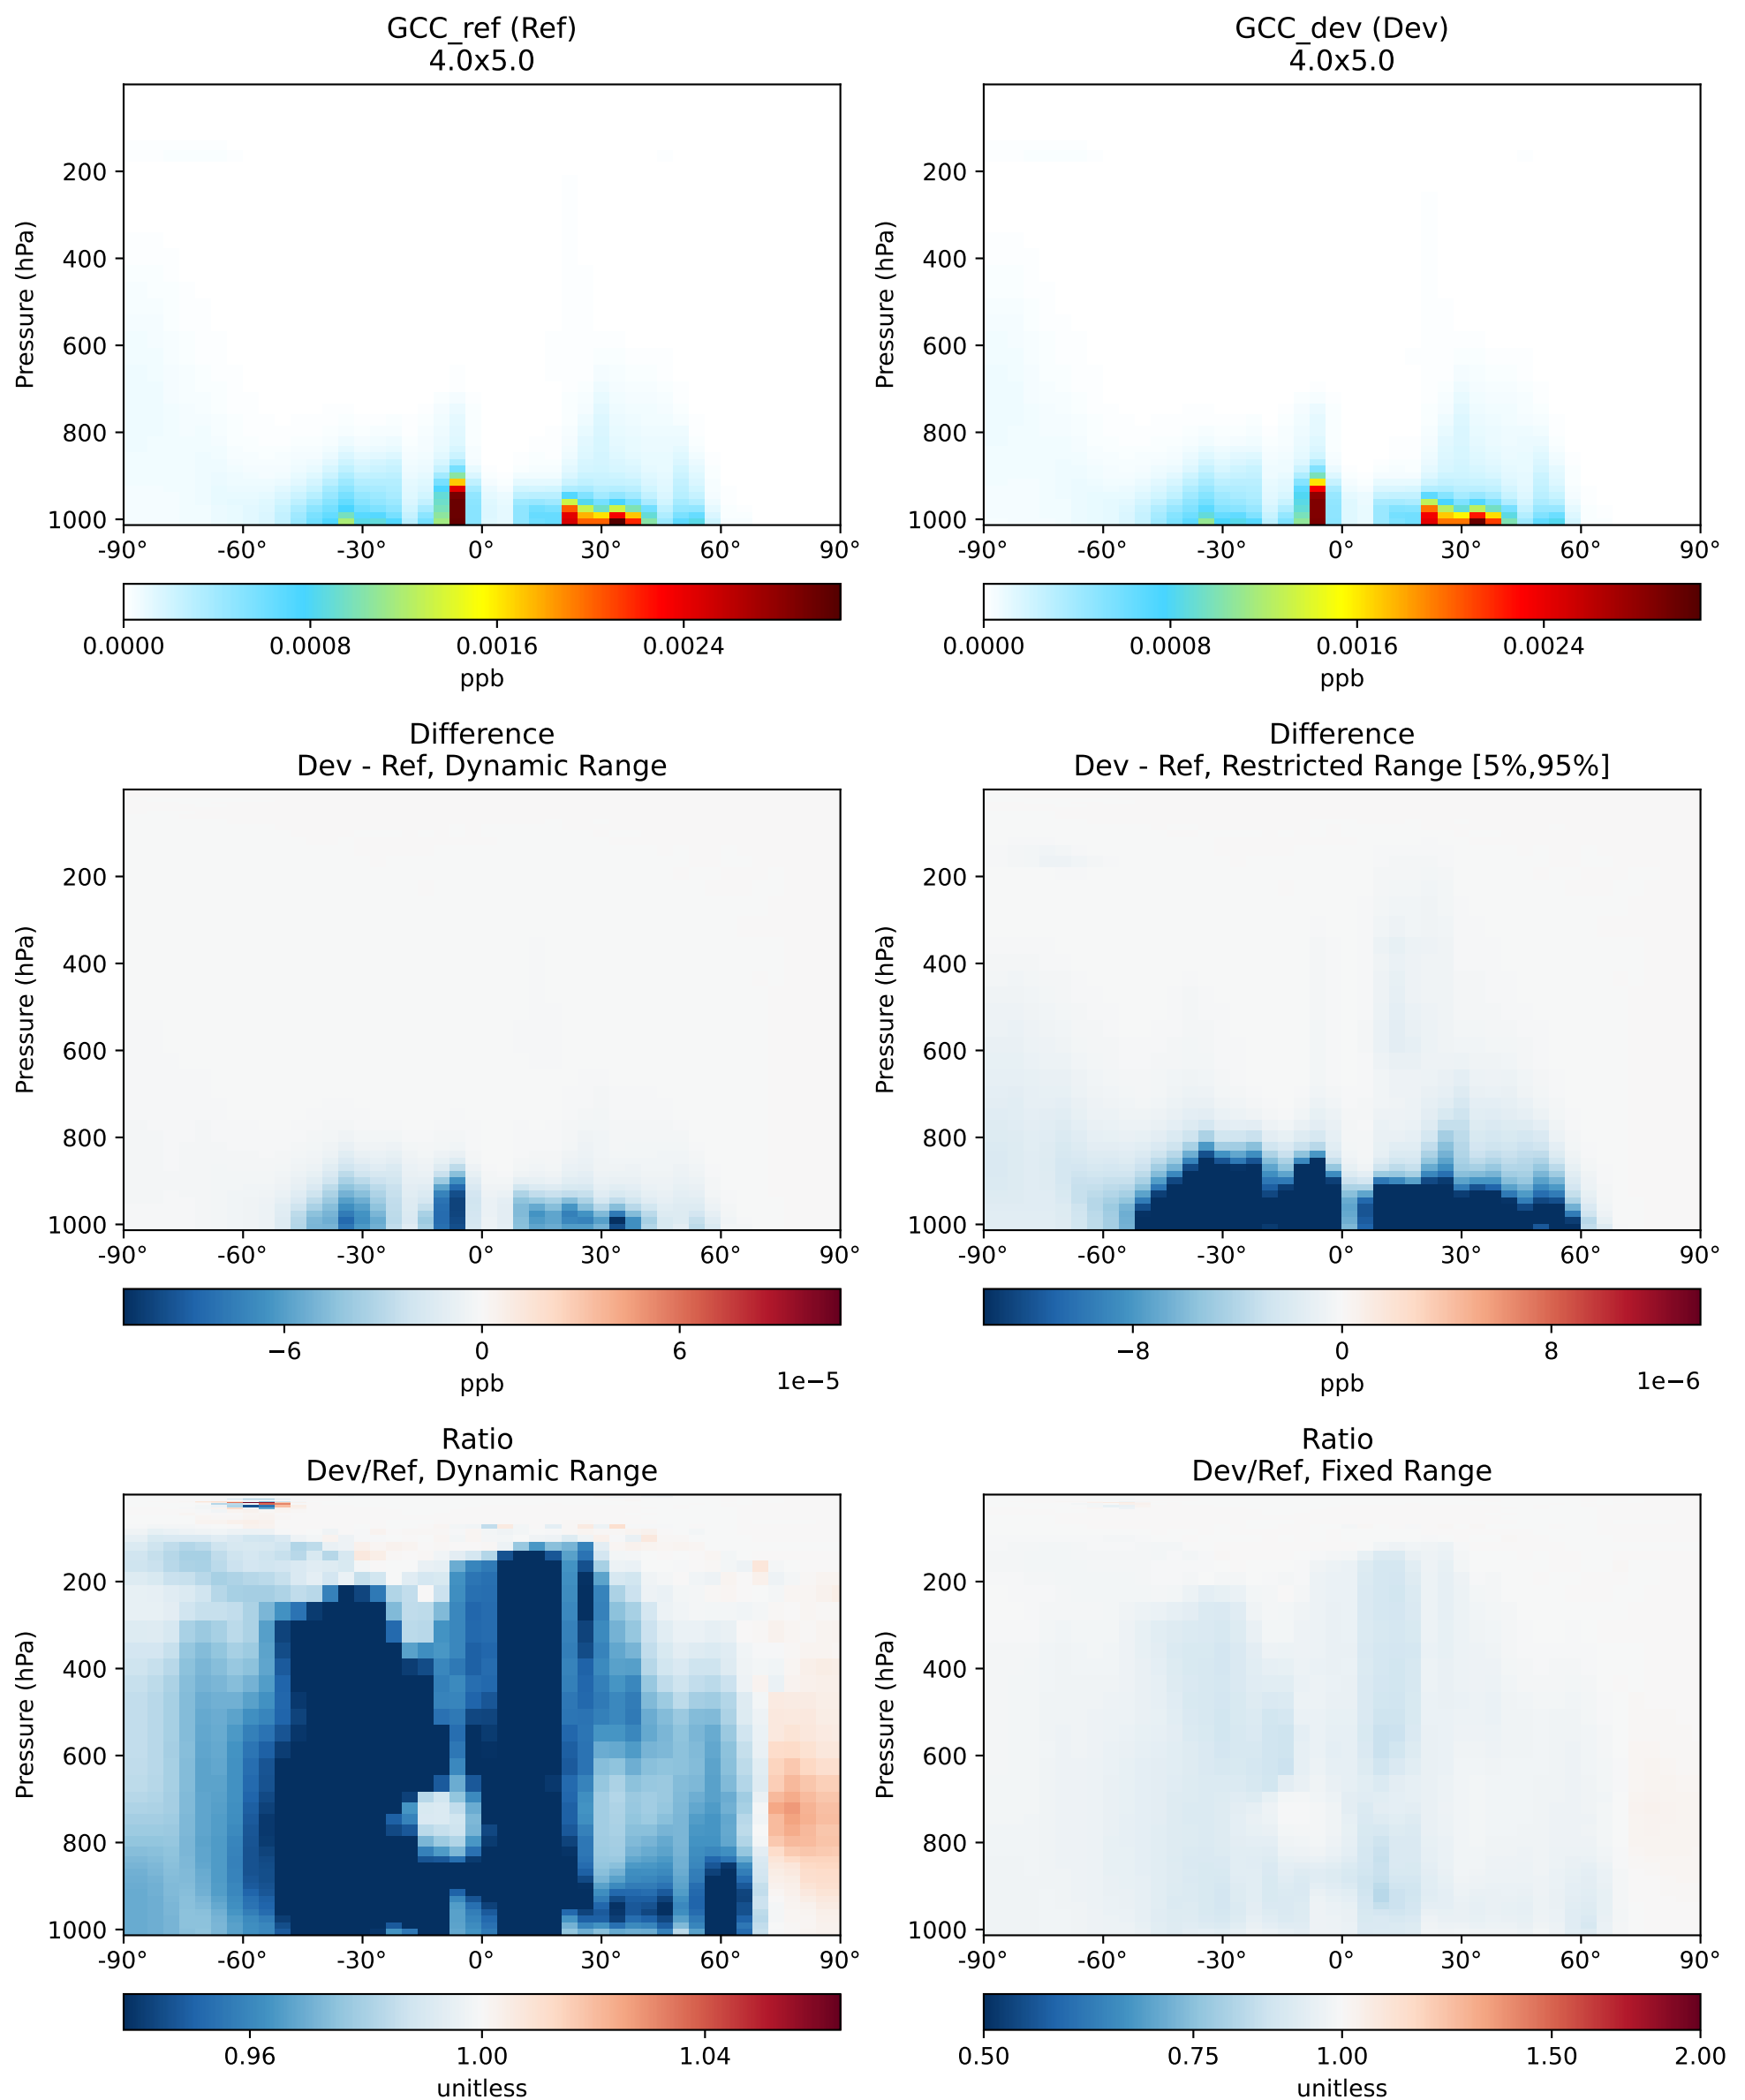 GCC_ref (Ref)
4.0x5.0
Pressure (hPa)
200
400
600
800
1000
-90° -60° -30° 0° 30° 60° 90°
0.0000 0.0008 0.0016 0.0024
ppb
GCC_dev (Dev)
4.0x5.0
Pressure (hPa)
200
400
600
800
1000
-90° -60° -30° 0° 30° 60° 90°
0.0000 0.0008 0.0016 0.0024
ppb
Difference
Dev - Ref, Dynamic Range
Pressure (hPa)
200
400
600
800
1000
-90° -60° -30° 0° 30° 60° 90°
−6 0 6
ppb 1e−5
Difference
Dev - Ref, Restricted Range [5%,95%]
Pressure (hPa)
200
400
600
800
1000
-90° -60° -30° 0° 30° 60° 90°
−8 0 8
ppb 1e−6
Ratio
Dev/Ref, Dynamic Range
Pressure (hPa)
200
400
600
800
1000
-90° -60° -30° 0° 30° 60° 90°
0.96 1.00 1.04
unitless
Ratio
Dev/Ref, Fixed Range
Pressure (hPa)
200
400
600
800
1000
-90° -60° -30° 0° 30° 60° 90°
0.50 0.75 1.00 1.50 2.00
unitless